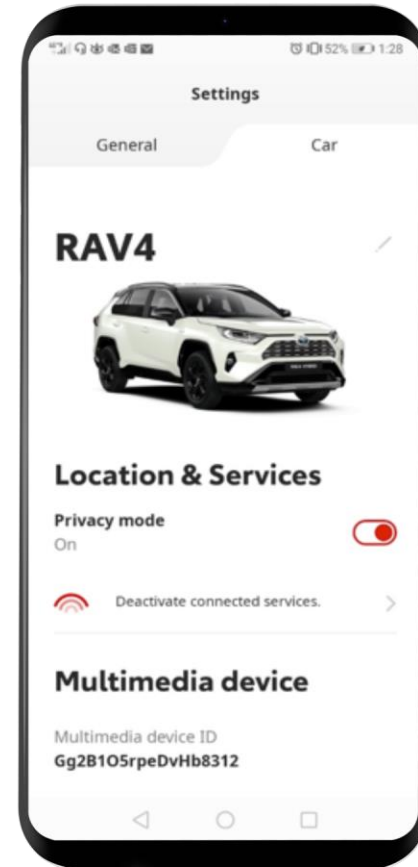 52% 1:28
Settings
General
Car
RAV4
Location & Services
Privacy mode
On
Deactivate connected services.
Multimedia device
Multimedia device ID
Gg2B1O5rpeDvHb8312